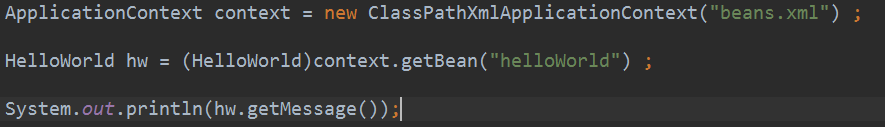 ApplicationContext context = new ClassPathXmlApplicationContext("beans.xml") ;
HelloWorld hw = (HelloWorld)context.getBean("helloWorld") ;
System.out.println(hw.getMessage());